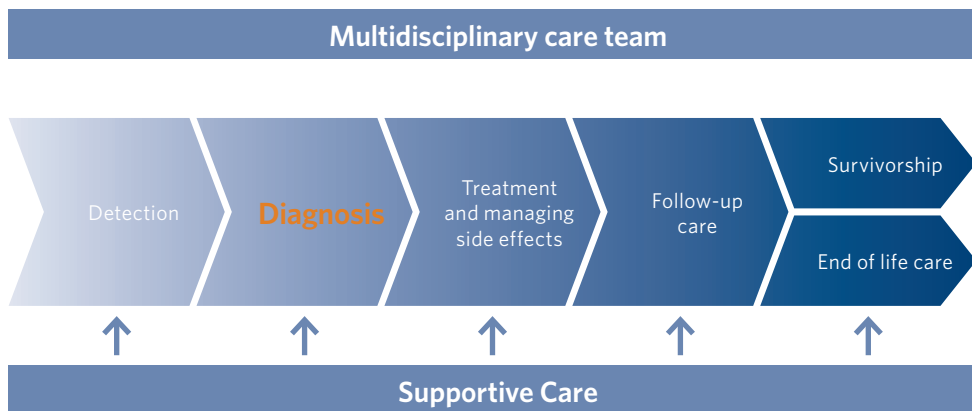 Multidisciplinary care team
Detection
Diagnosis
Treatment
and managing
side effects
Follow-up
care
Survivorship
End of life care
Supportive Care